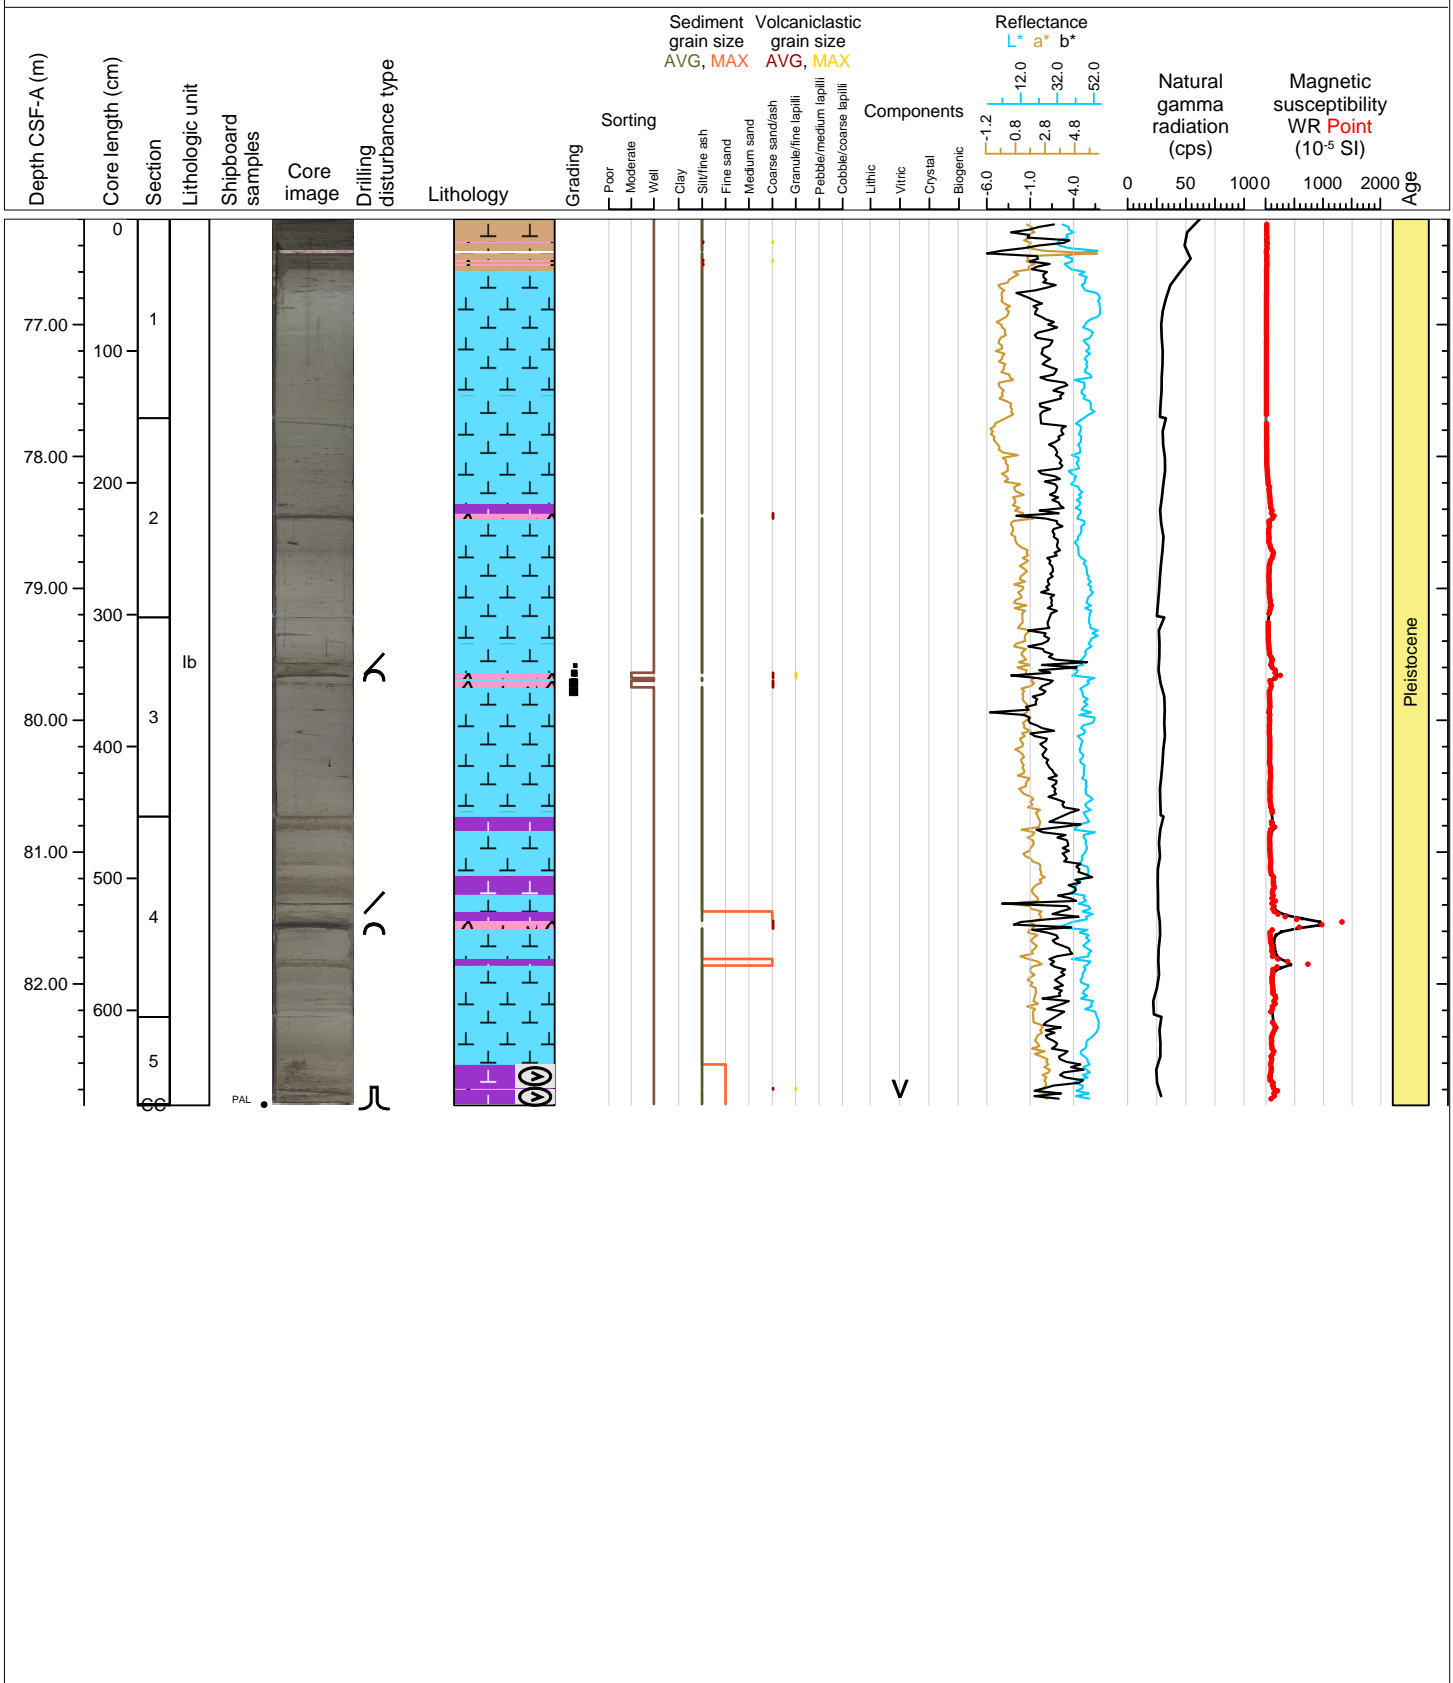 Depth CSF-A (m)
Core length (cm)
Section
Lithologic unit
Shipboard
samples
Core
image
Drilling
disturbance type
Lithology
Grading
Sorting
Poor
Moderate
Well
Sediment
grain size
AVG, MAX
Volcaniclastic
grain size
AVG, MAX
Clay
Silt/fine ash
Fine sand
Medium sand
Coarse sand/ash
Granule/fine lapilli
Pebble/medium lapilli
Cobble/coarse lapilli
Components
Lithic
Vitric
Crystal
Biogenic
Reflectance
L* a* b*
12.0 32.0 52.0
-1.2 0.8 2.8 4.8
-6.0 -1.0 4.0
Natural
gamma
radiation
(cps)
0 50 100
Magnetic
susceptibility
WR Point
(10-5 SI)
0 1000 2000
Age
0
1
77.00
100
78.00
200
2
79.00
300
Ib
3
80.00
400
Pleistocene
81.00
500
4
82.00
600
5
PAL
CC